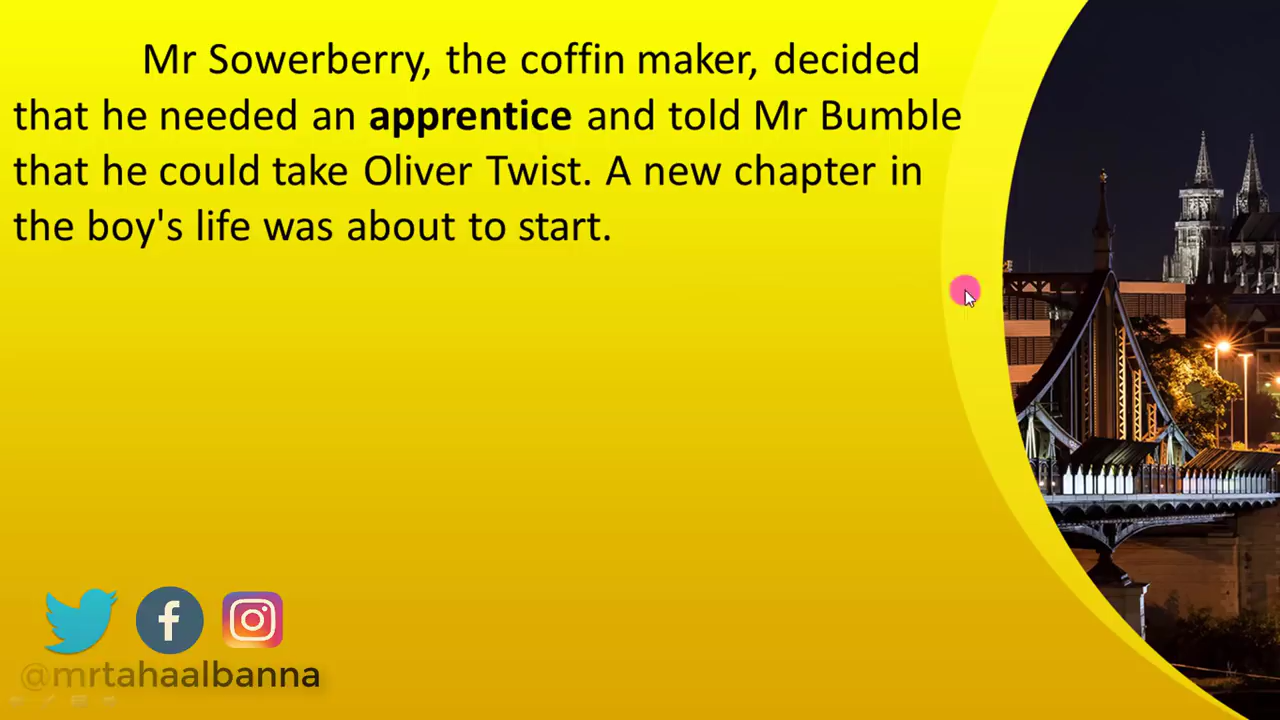 Mr Sowerberry, the coffin maker, decided
that he needed an apprentice and told Mr Bumble
that he could take Oliver Twist. A new chapter in
the boy's life was about to start.
@mrtahaalbanna